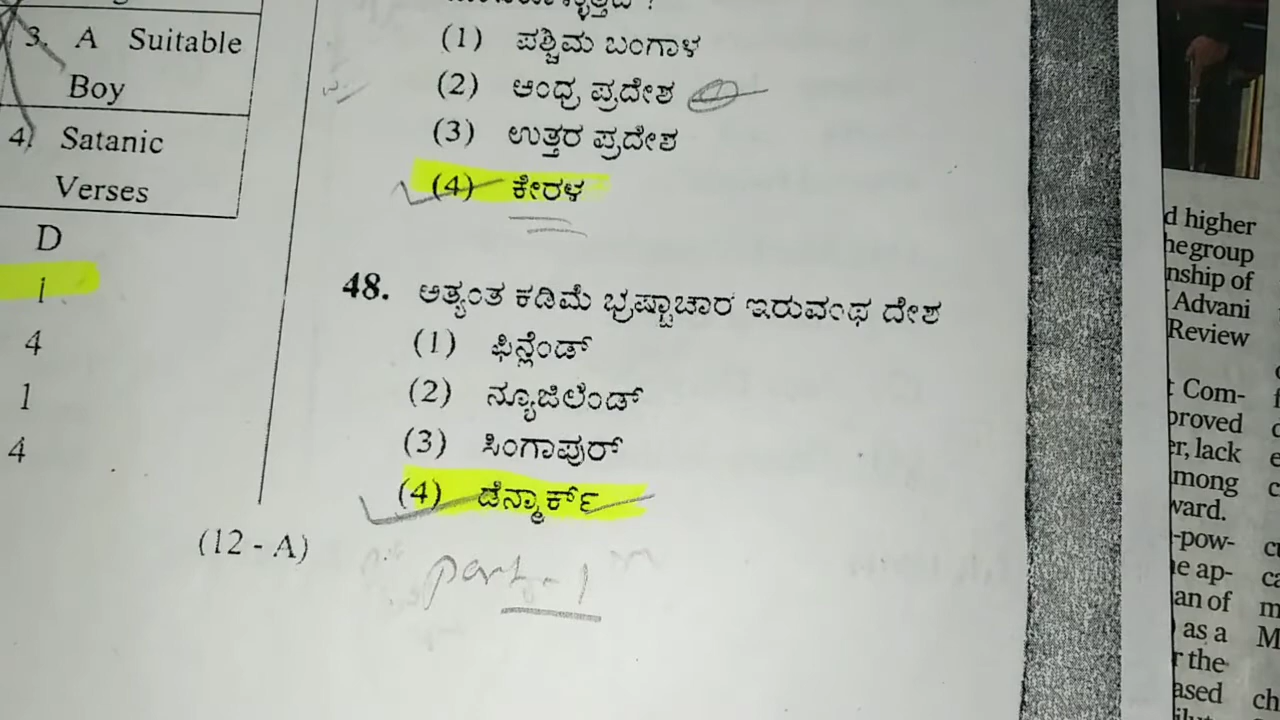 3. A Suitable
Boy
4. Satanic
Verses
D
1
4
1
4
(12 - A)
(1) ಪಶ್ಚಿಮ ಬಂಗಾಳ
(2) ಆಂಧ್ರ ಪ್ರದೇಶ
(3) ಉತ್ತರ ಪ್ರದೇಶ
(4) ಕೇರಳ
48. ಅತ್ಯಂತ ಕಡಿಮೆ ಭ್ರಷ್ಟಾಚಾರ ಇರುವಂಥ ದೇಶ
(1) ಫಿನ್ಲೆಂಡ್
(2) ನ್ಯೂಜಿಲೆಂಡ್
(3) ಸಿಂಗಾಪುರ್
(4) ಡೆನ್ಮಾರ್ಕ್
part-1
d higher
he group
nship of
Advani
Review
Com-
proved
er, lack
mong
ward.
-pow-
e ap-
an of
as a
r the
ased